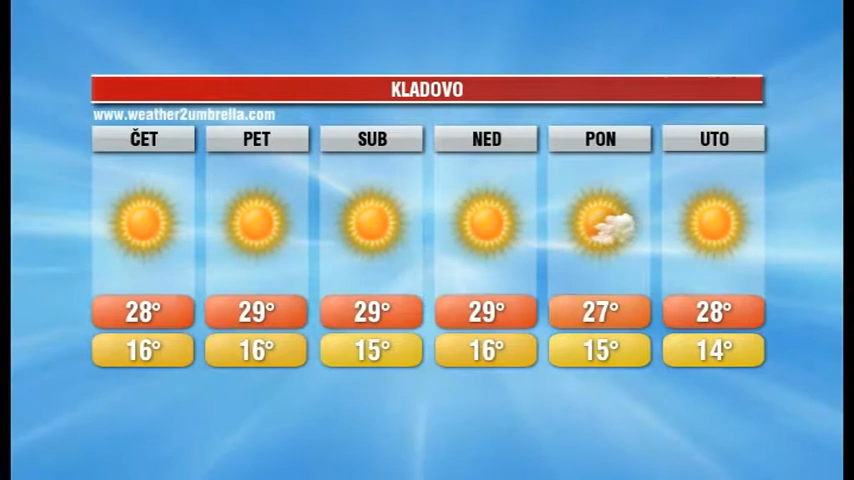 KLADOVO
www.weather2umbrella.com
ČET PET SUB NED PON UTO
28° 29° 29° 29° 27° 28°
16° 16° 15° 16° 15° 14°